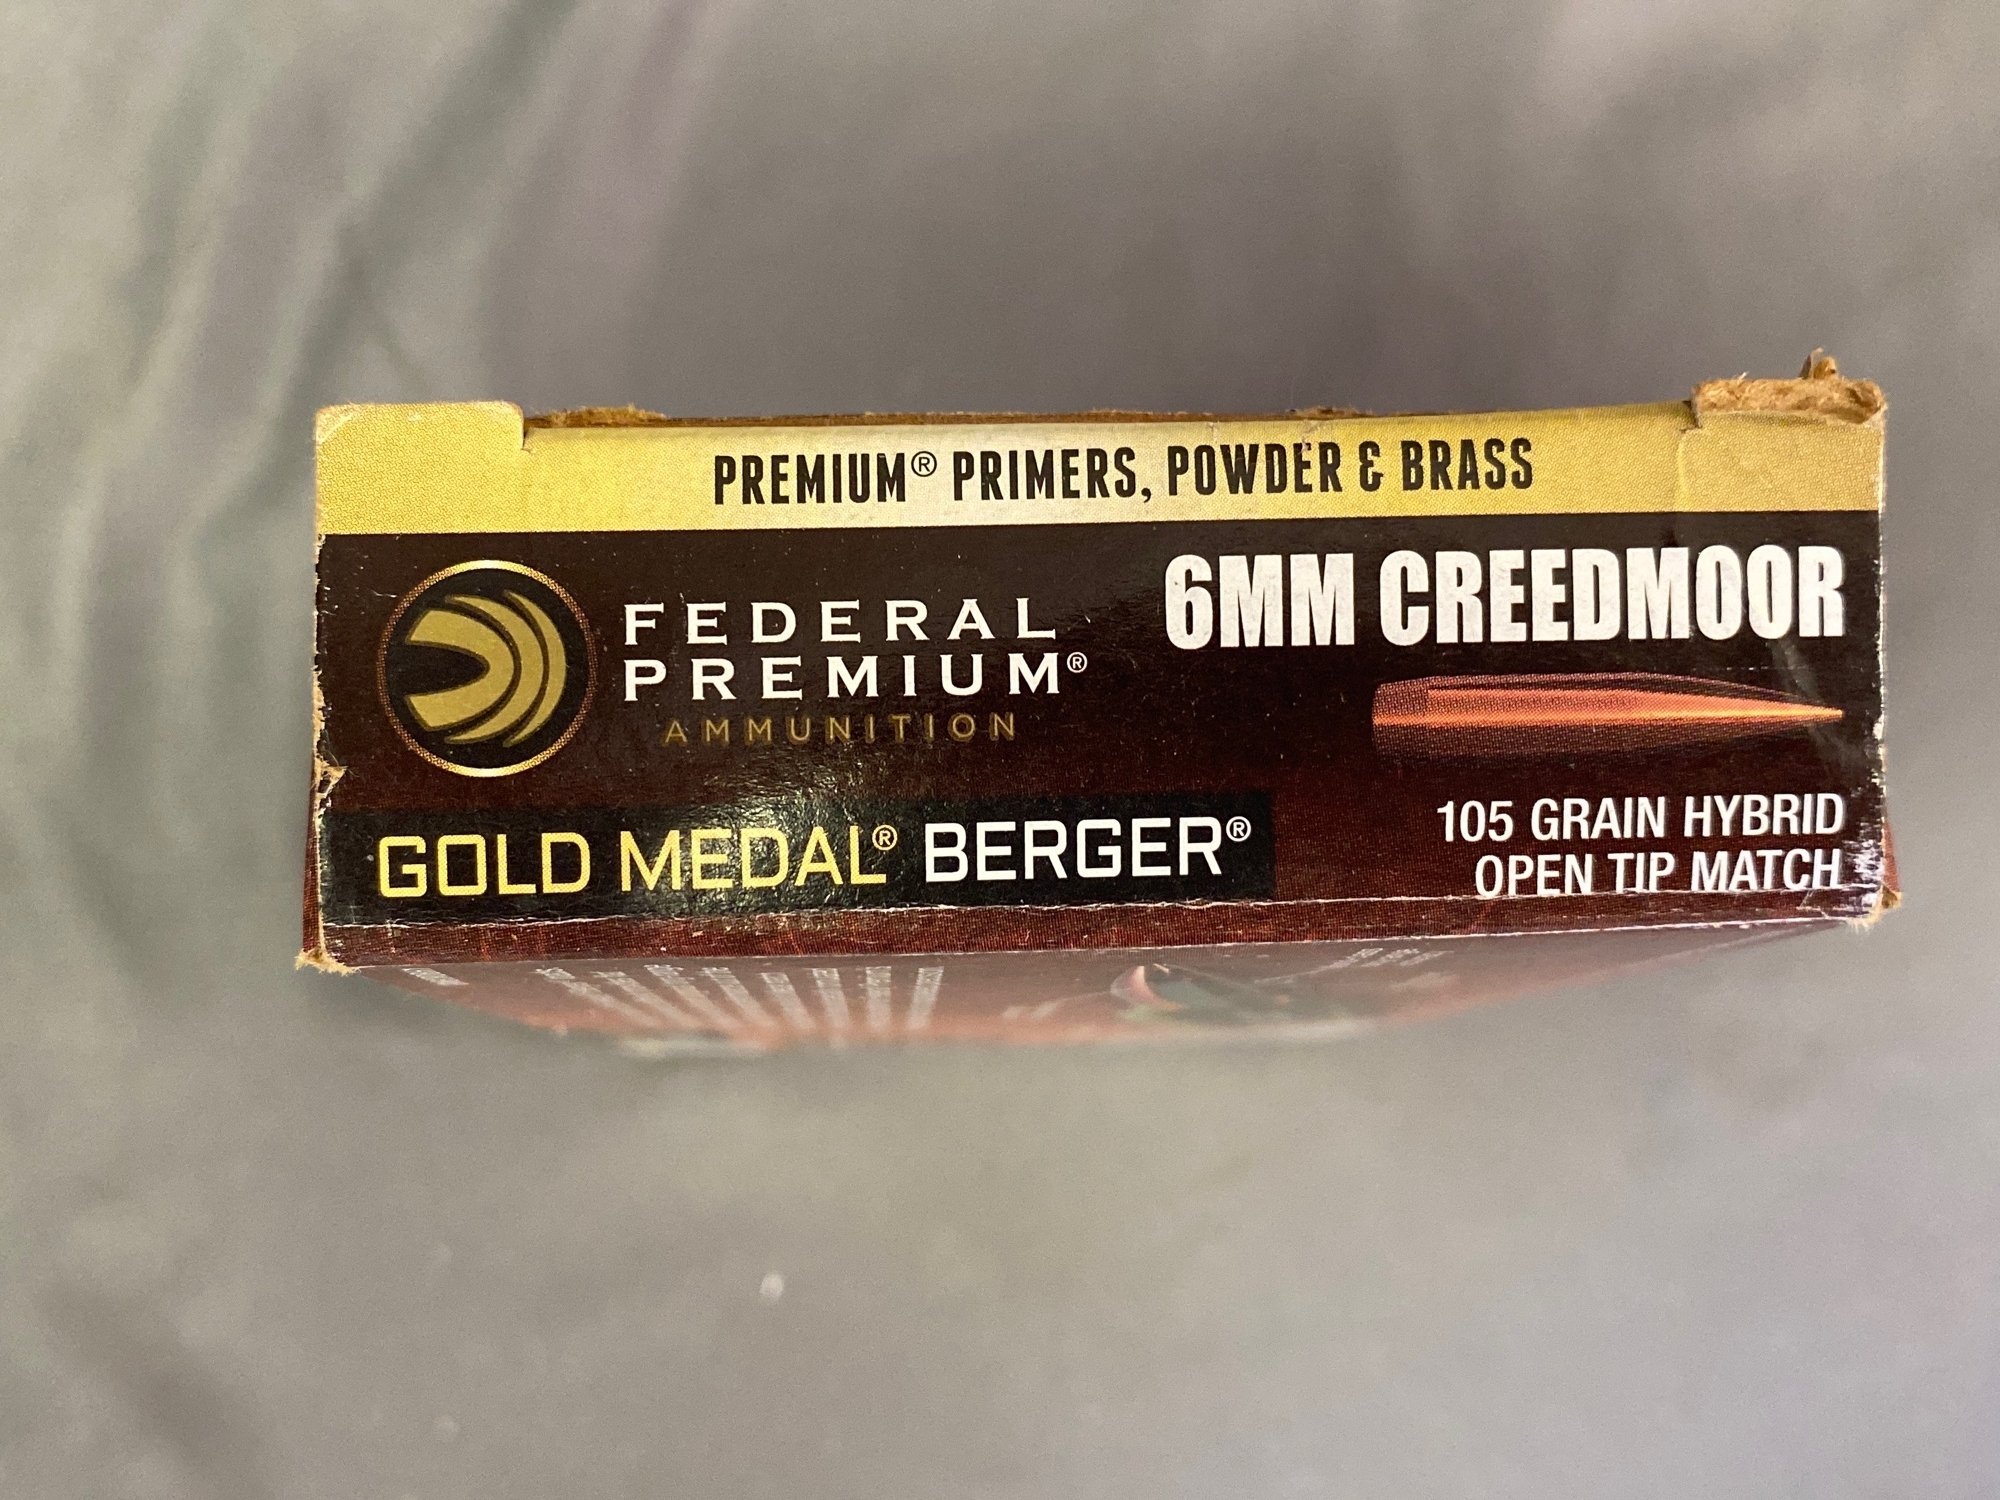 PREMIUM® PRIMERS, POWDER & BRASS
FEDERAL
PREMIUM®
AMMUNITION
6MM CREEDMOOR
GOLD MEDAL® BERGER®
105 GRAIN HYBRID
OPEN TIP MATCH